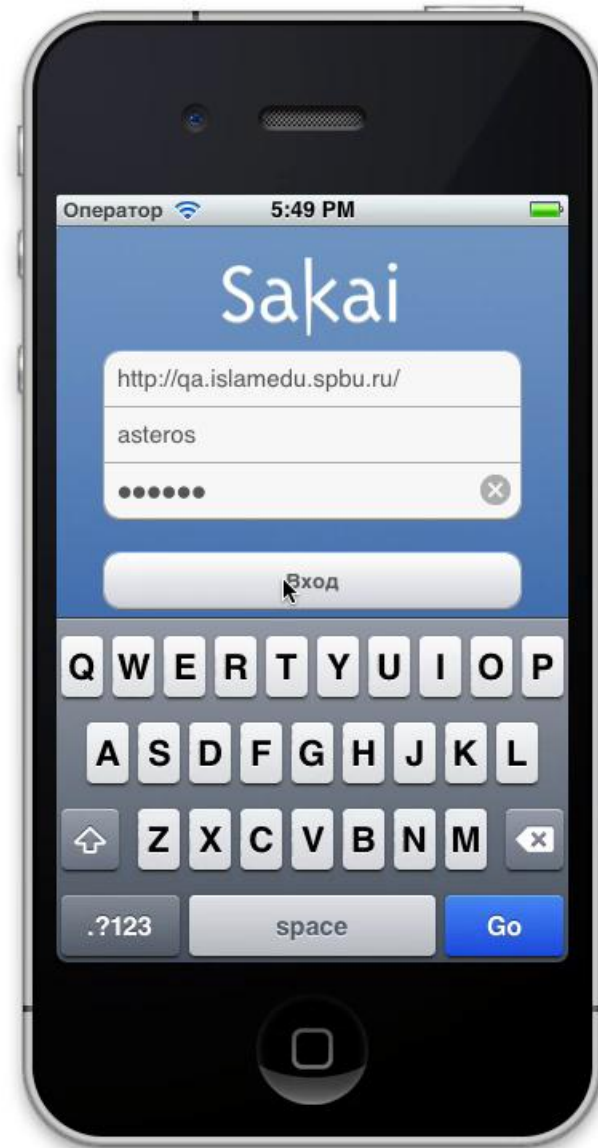 Оператор 5:49 PM
Sakai
http://qa.islamedu.spbu.ru/
asteros
••••••
Вход
Q W E R T Y U I O P
A S D F G H J K L
Z X C V B N M
.?123 space Go